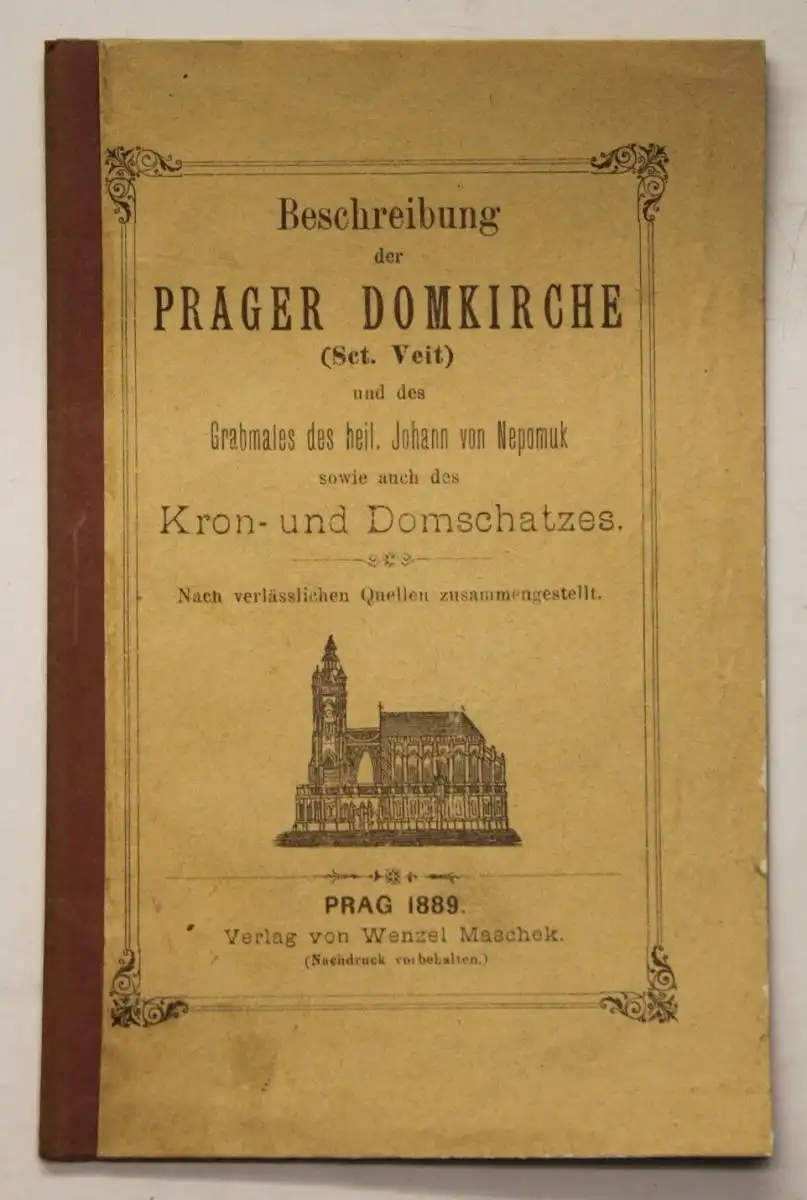 Beschreibung
der
PRAGER DOMKIRCHE
(Sct. Veit)
und des
Grabmales des heil. Johann von Nepomuk
sowie auch des
Kron- und Domschatzes.
Nach verlässlichen Quellen zusammengestellt.
PRAG 1889.
Verlag von Wenzel Maschek.
(Nachdruck vorbehalten.)